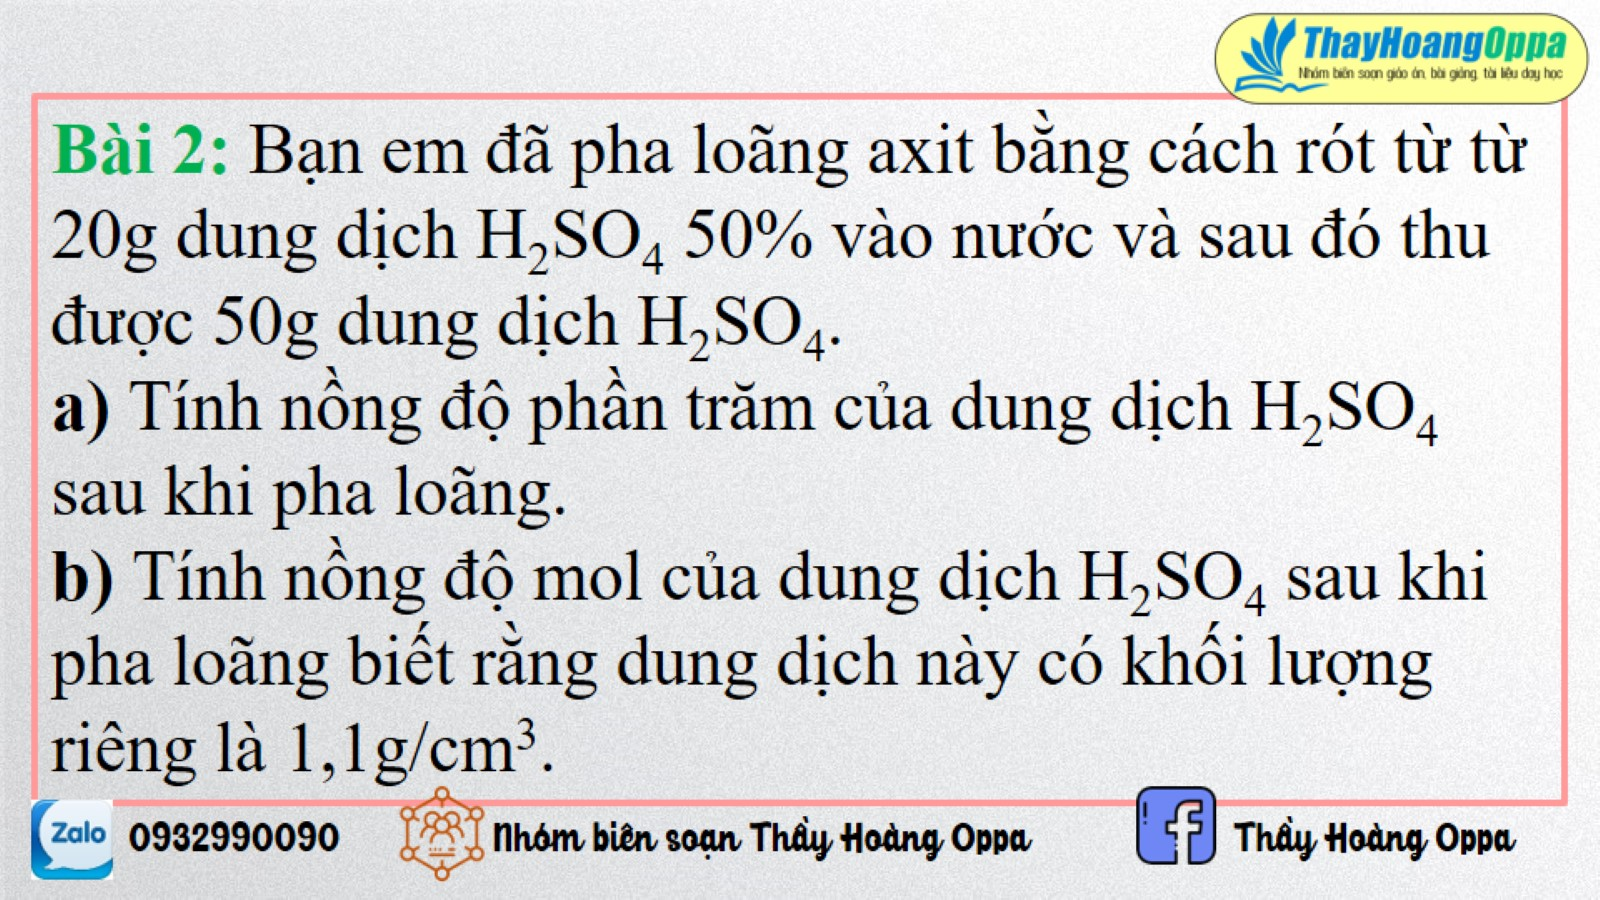 ThayHoangOppa
Nhóm biên soạn giáo án, bài giảng, tài liệu dạy học
Bài 2: Bạn em đã pha loãng axit bằng cách rót từ từ
20g dung dịch H₂SO₄ 50% vào nước và sau đó thu
được 50g dung dịch H₂SO₄.
a) Tính nồng độ phần trăm của dung dịch H₂SO₄
sau khi pha loãng.
b) Tính nồng độ mol của dung dịch H₂SO₄ sau khi
pha loãng biết rằng dung dịch này có khối lượng
riêng là 1,1g/cm³.
Zalo 0932990090 Nhóm biên soạn Thầy Hoàng Oppa f Thầy Hoàng Oppa